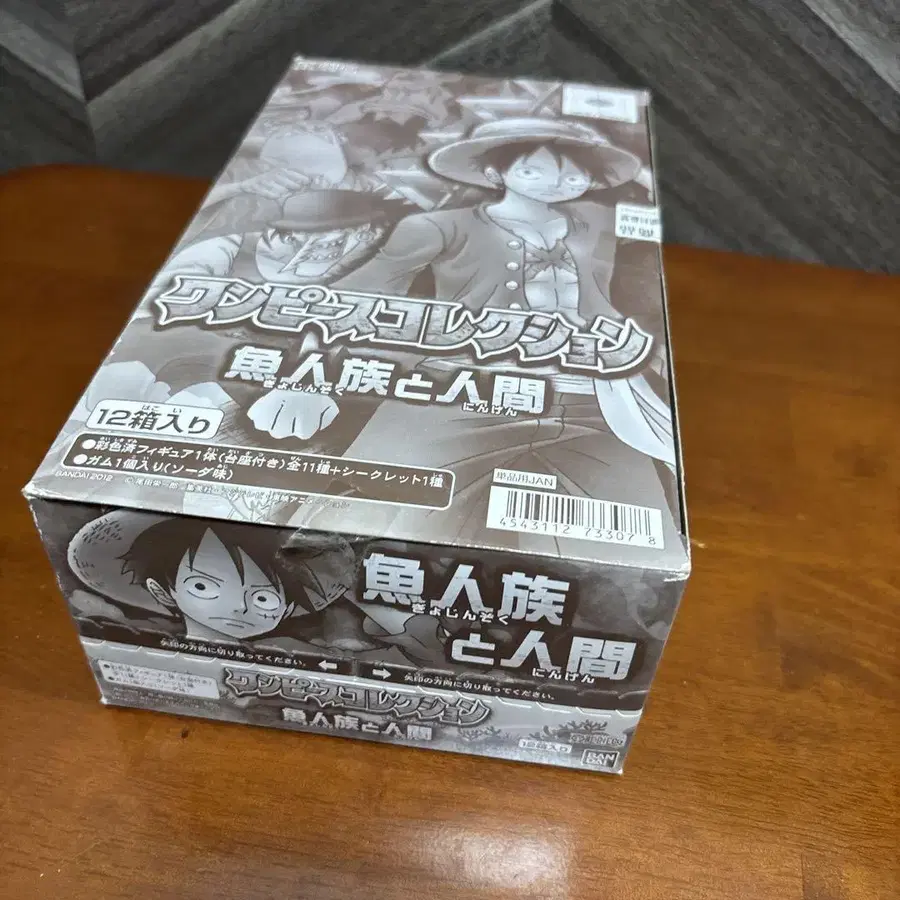 ワンピースコレクション
魚人族と人間
ぎょじんぞく
にんげん
はこい
12箱入り
●彩色済フィギュア1体(台座付き)全11種+シークレット1種
●ガム1個入り(ソーダ味)
BANDAI 2012
単品用JAN
4543112 733078
魚人族
ぎょじんぞく
と人間
にんげん
矢印の方向に切り取ってください。
矢印の方向に切り取ってください。
ワンピースコレクション
魚人族と人間
12箱入り
BANDAI